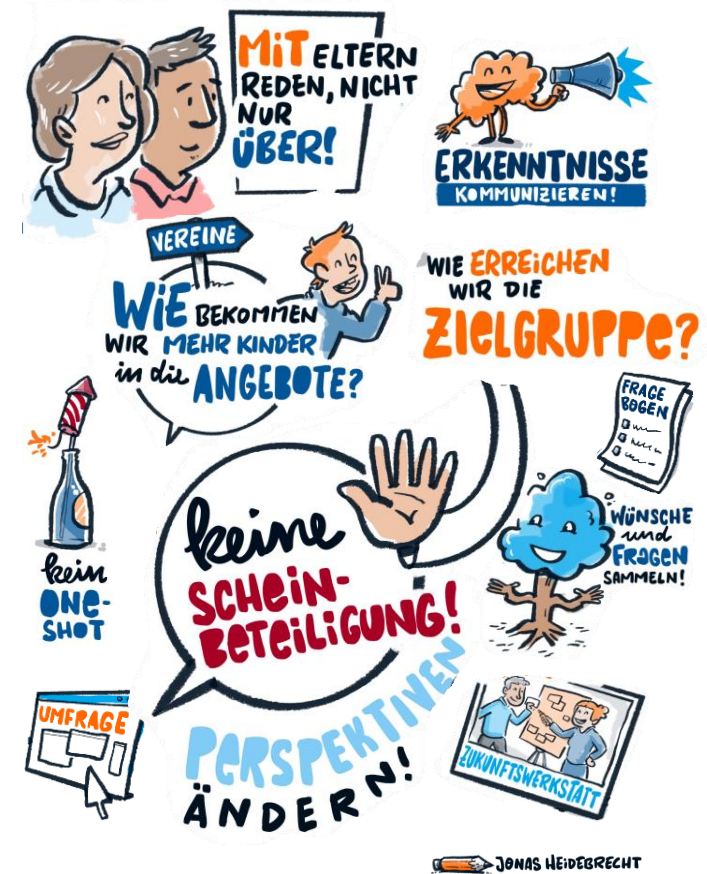 MiT ELTERN
REDEN, NICHT
NUR
ÜBER!
ERKENNTNISSE
KOMMUNIZIEREN!
VEREINE
WiE BEKOMMEN
WIR MEHR KINDER
in die ANGEBOTE?
WIE ERREiCHEN
WIR DIE
ZIELGRUPPE?
FRAGE
BOGEN
kein
ONE-
SHOT
keine
SCHEiN-
BETEiLiGUNG!
WÜNSCHE
und
FRAGEN
SAMMELN!
UMFRAGE
PERSPEKTIVEN
ÄNDERN!
ZUKUNFTSWERKSTATT
JONAS HEiDEBRECHT